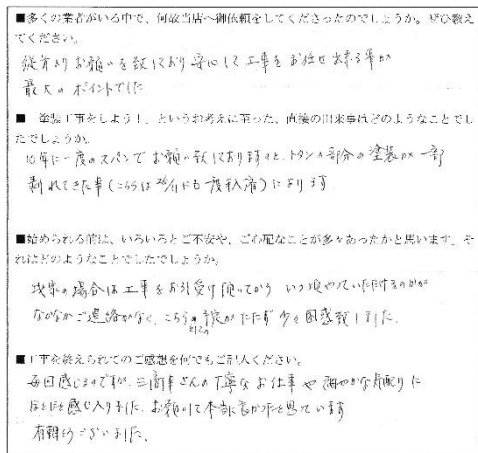 ■多くの業者がいる中で、何故当店へ御依頼をしてくださったのでしょうか。ぜひ教え
てください。
従前よりお願いを致しており安心して工事をお任せ出来る事が
最大のポイントでした
■ 塗装工事をしよう！、というお考えに至った、直接の出来事はどのようなことでし
たでしょうか。
10年に一度のスパンでお願い致しておりますのと、トタンの部分の塗装が一部
剥れてきた事(こちらは にも一度手入済)によります
■始められる前は、いろいろとご不安や、ご心配なことが多々あったかと思います。そ
れはどのようなことでしたでしょうか。
我家の場合は工事をお引受け頂いてから いつ頃やっていただけるのかが
なかなかご連絡がなく、こちらの予定がたたず少々困惑致しました。
■工事を終えられてのご感想を何でもご記入ください。
毎回感じますが、三商事さんの丁寧なお仕事や細やかな気配りに
ほとほと感じ入りました。お願いして本当に良かったと思っています
有難うございました。